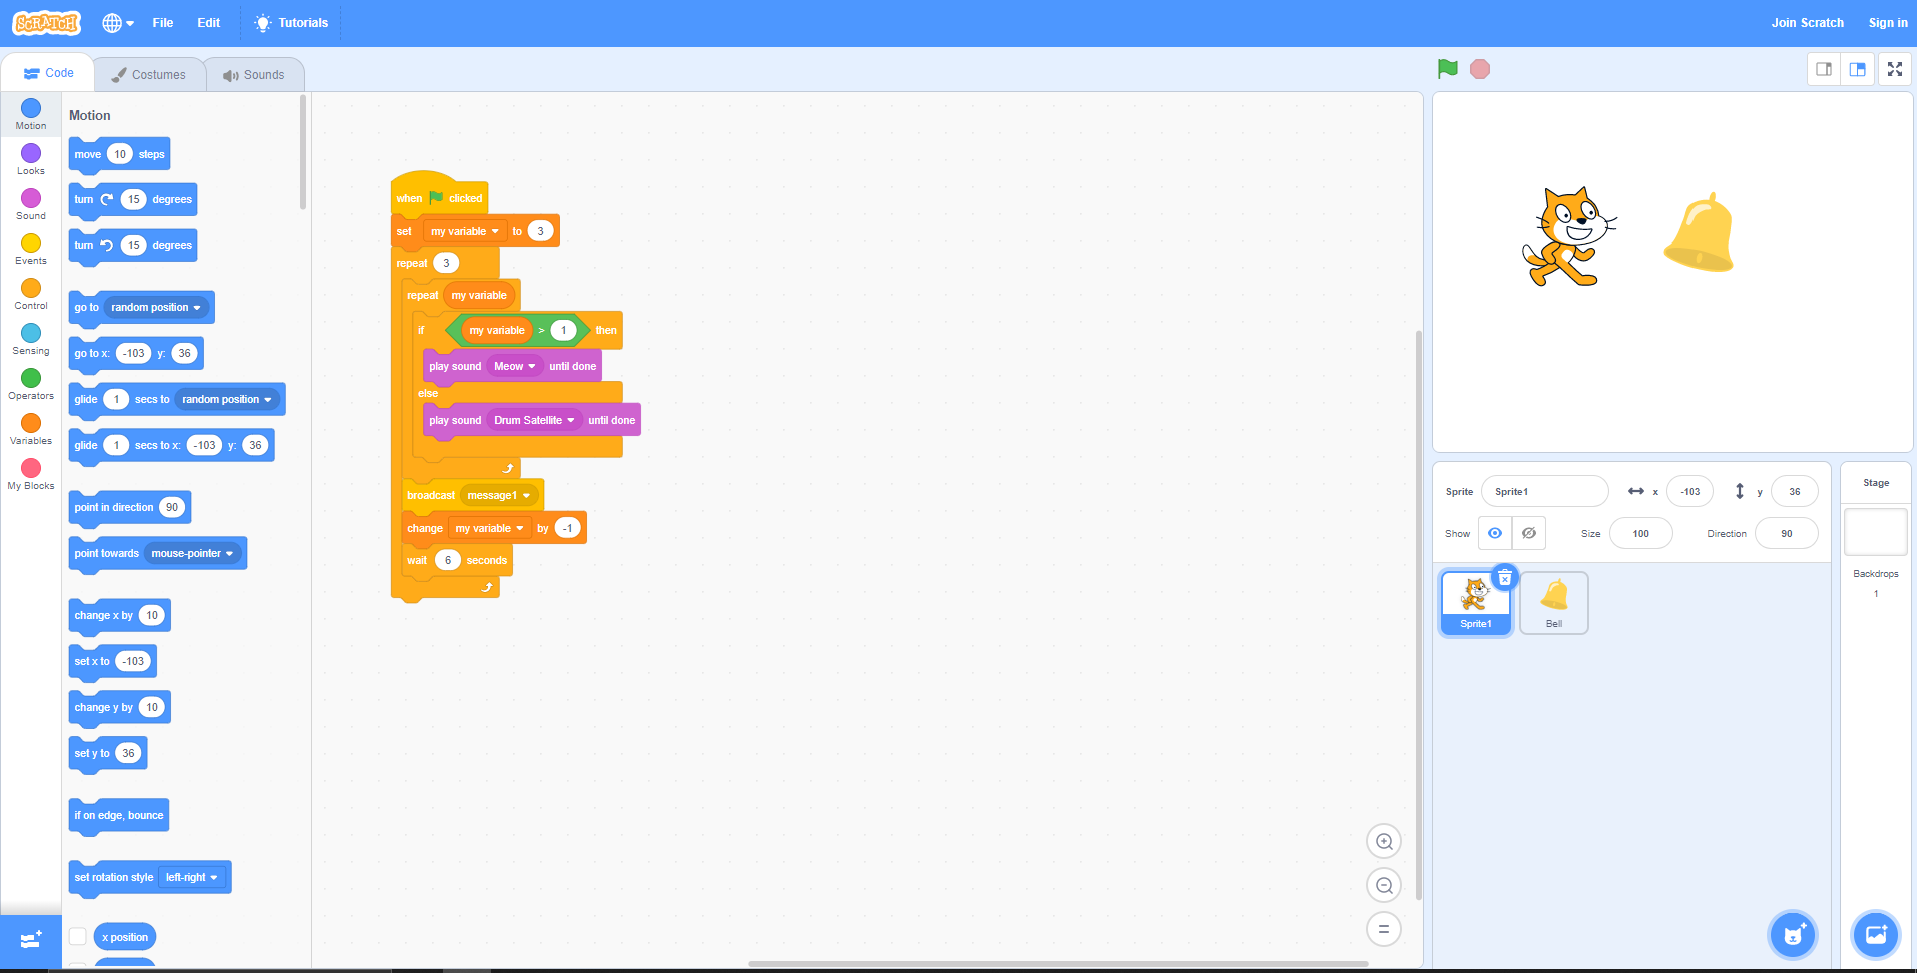 SCRATCH File Edit Tutorials Join Scratch Sign in
Code Costumes Sounds
Motion
Looks
Sound
Events
Control
Sensing
Operators
Variables
My Blocks
Motion
move 10 steps
turn 15 degrees
turn 15 degrees
go to random position
go to x: -103 y: 36
glide 1 secs to random position
glide 1 secs to x: -103 y: 36
point in direction 90
point towards mouse-pointer
change x by 10
set x to -103
change y by 10
set y to 36
if on edge, bounce
set rotation style left-right
x position
when clicked
set my variable to 3
repeat 3
repeat my variable
if my variable > 1 then
play sound Meow until done
else
play sound Drum Satellite until done
broadcast message1
change my variable by -1
wait 6 seconds
Sprite Sprite1 x -103 y 36
Show Size 100 Direction 90
Sprite1 Bell
Stage
Backdrops
1